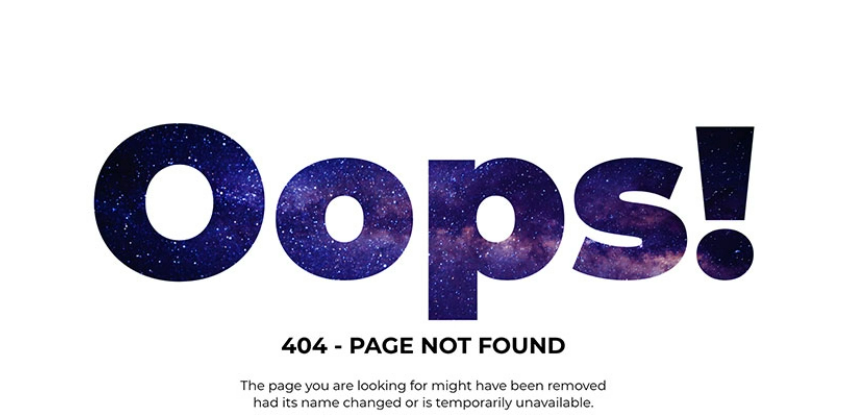 Oops!
404 - PAGE NOT FOUND
The page you are looking for might have been removed
had its name changed or is temporarily unavailable.